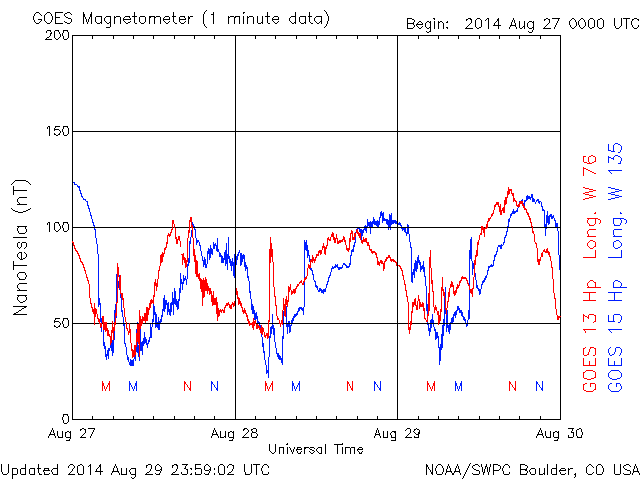 GOES Magnetometer (1 minute data) Begin: 2014 Aug 27 0000 UTC
200
150
100
50
0
NanoTesla (nT)
M M N N M M N N M M N N
Aug 27 Aug 28 Aug 29 Aug 30
Universal Time
Updated 2014 Aug 29 23:59:02 UTC NOAA/SWPC Boulder, CO USA
GOES 13 Hp Long. W 76
GOES 15 Hp Long. W 135